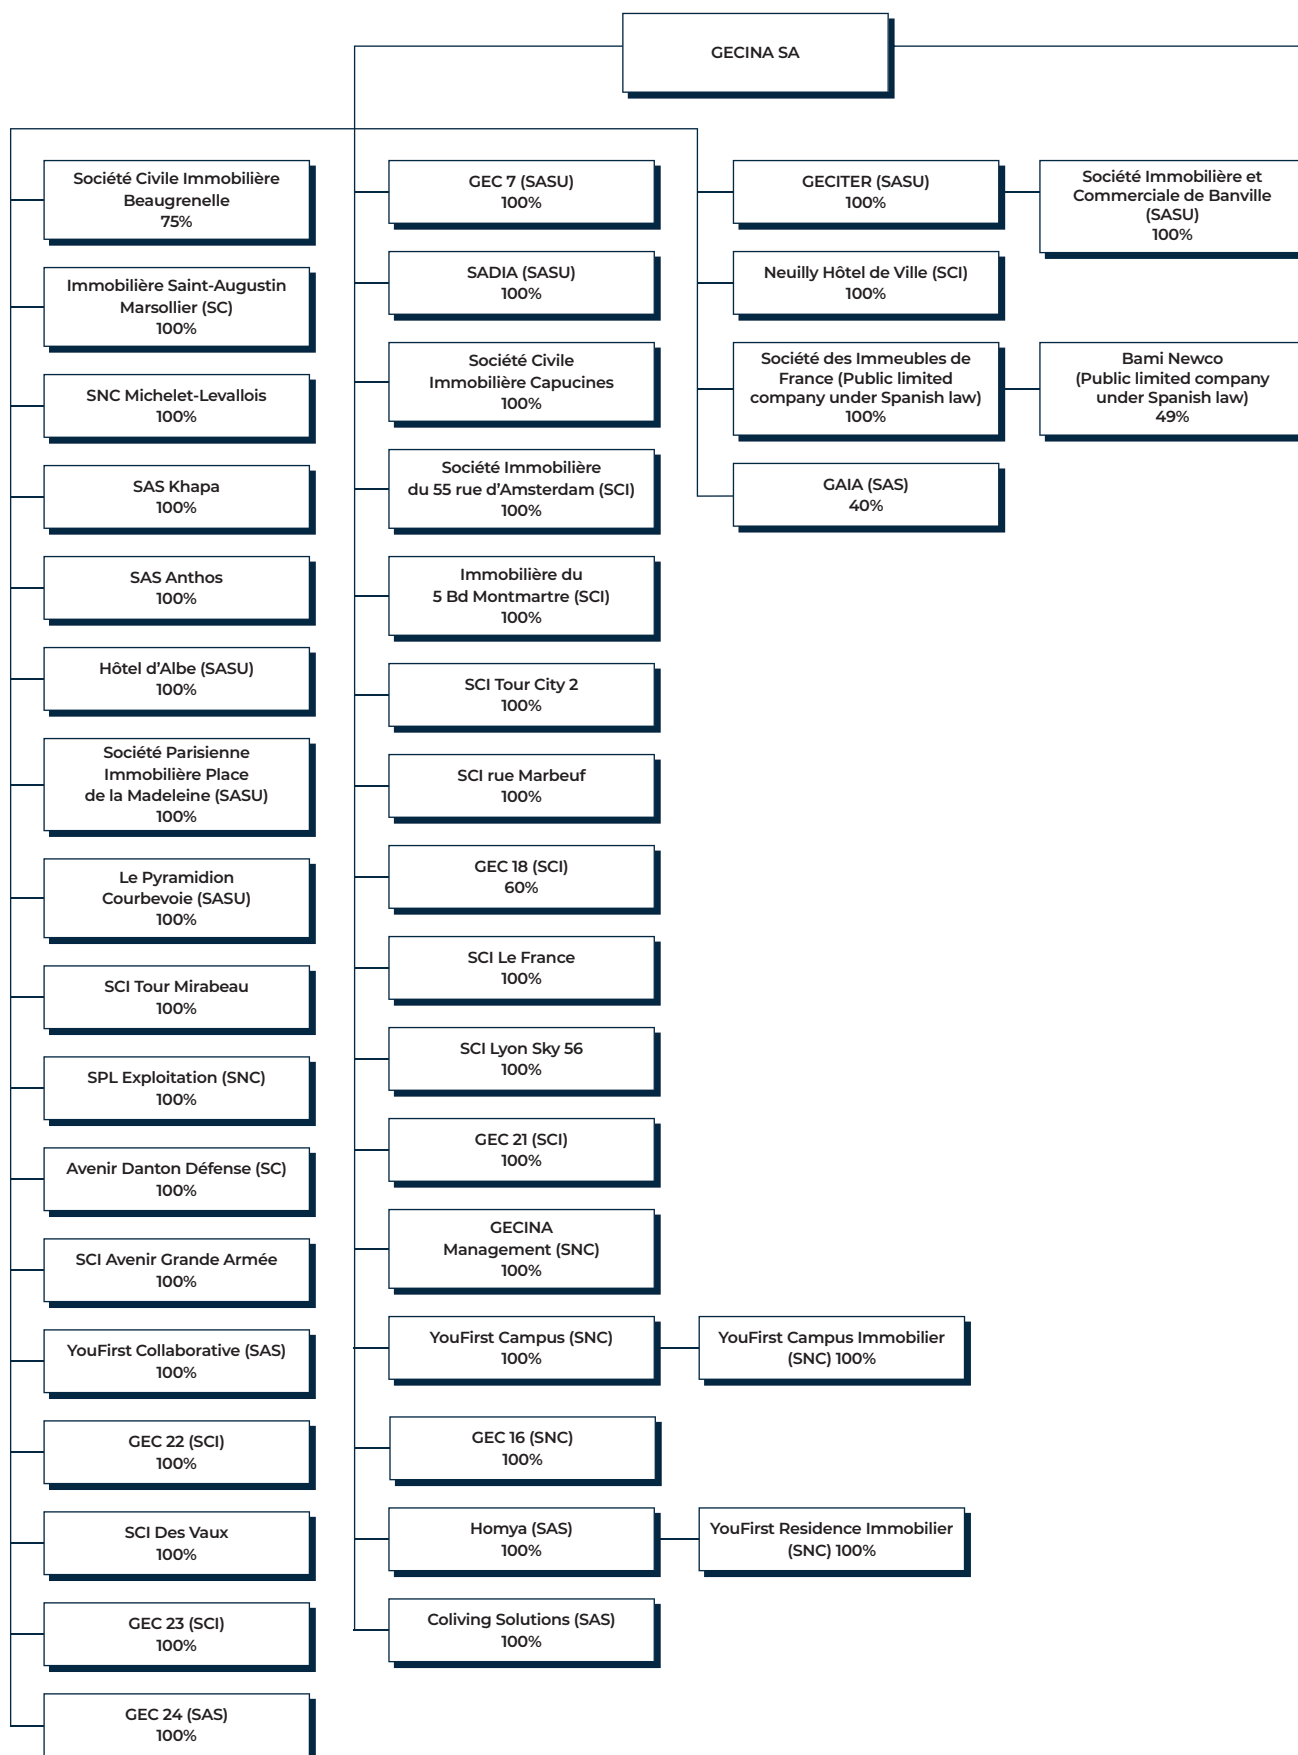 GECINA SA
Société Civile Immobilière
Beaugrenelle
75%
Immobilière Saint-Augustin
Marsollier (SC)
100%
SNC Michelet-Levallois
100%
SAS Khapa
100%
SAS Anthos
100%
Hôtel d’Albe (SASU)
100%
Société Parisienne
Immobilière Place
de la Madeleine (SASU)
100%
Le Pyramidion
Courbevoie (SASU)
100%
SCI Tour Mirabeau
100%
SPL Exploitation (SNC)
100%
Avenir Danton Défense (SC)
100%
SCI Avenir Grande Armée
100%
YouFirst Collaborative (SAS)
100%
GEC 22 (SCI)
100%
SCI Des Vaux
100%
GEC 23 (SCI)
100%
GEC 24 (SAS)
100%
GEC 7 (SASU)
100%
SADIA (SASU)
100%
Société Civile
Immobilière Capucines
100%
Société Immobilière
du 55 rue d’Amsterdam (SCI)
100%
Immobilière du
5 Bd Montmartre (SCI)
100%
SCI Tour City 2
100%
SCI rue Marbeuf
100%
GEC 18 (SCI)
60%
SCI Le France
100%
SCI Lyon Sky 56
100%
GEC 21 (SCI)
100%
GECINA
Management (SNC)
100%
YouFirst Campus (SNC)
100%
YouFirst Campus Immobilier
(SNC) 100%
GEC 16 (SNC)
100%
Homya (SAS)
100%
YouFirst Residence Immobilier
(SNC) 100%
Coliving Solutions (SAS)
100%
GECITER (SASU)
100%
Société Immobilière et
Commerciale de Banville
(SASU)
100%
Neuilly Hôtel de Ville (SCI)
100%
Société des Immeubles de
France (Public limited
company under Spanish law)
100%
Bami Newco
(Public limited company
under Spanish law)
49%
GAIA (SAS)
40%